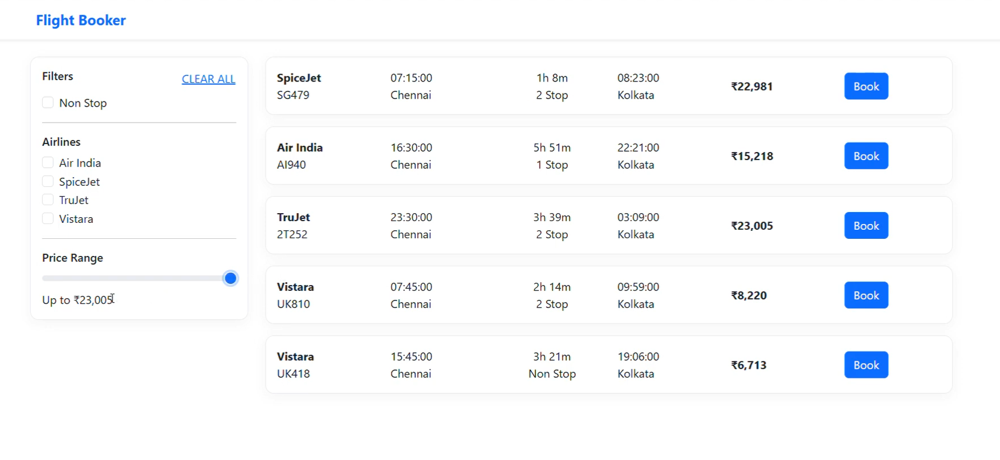 Flight Booker
Filters
CLEAR ALL
Non Stop
Airlines
Air India
SpiceJet
TruJet
Vistara
Price Range
Up to ₹23,005
SpiceJet 07:15:00 1h 8m 08:23:00 ₹22,981 Book
SG479 Chennai 2 Stop Kolkata
Air India 16:30:00 5h 51m 22:21:00 ₹15,218 Book
AI940 Chennai 1 Stop Kolkata
TruJet 23:30:00 3h 39m 03:09:00 ₹23,005 Book
2T252 Chennai 2 Stop Kolkata
Vistara 07:45:00 2h 14m 09:59:00 ₹8,220 Book
UK810 Chennai 2 Stop Kolkata
Vistara 15:45:00 3h 21m 19:06:00 ₹6,713 Book
UK418 Chennai Non Stop Kolkata